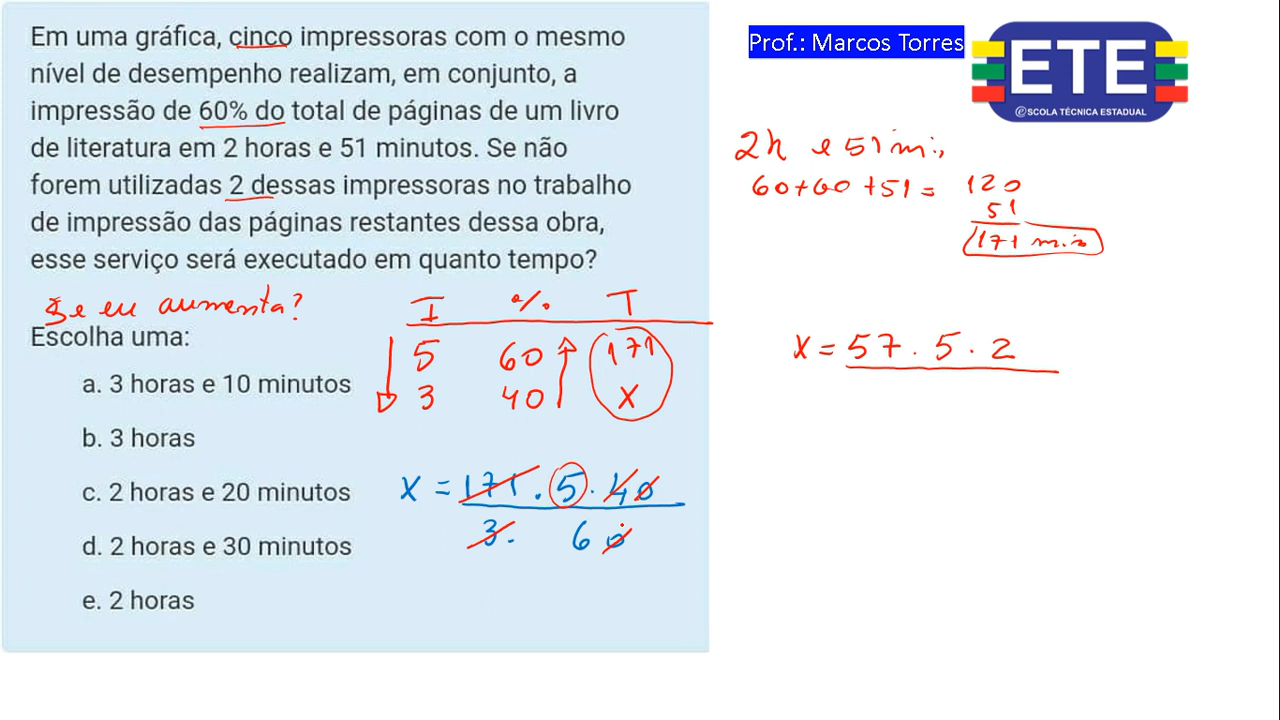 Em uma gráfica, cinco impressoras com o mesmo
nível de desempenho realizam, em conjunto, a
impressão de 60% do total de páginas de um livro
de literatura em 2 horas e 51 minutos. Se não
forem utilizadas 2 dessas impressoras no trabalho
de impressão das páginas restantes dessa obra,
esse serviço será executado em quanto tempo?
Se eu aumenta?
Escolha uma:
a. 3 horas e 10 minutos
b. 3 horas
c. 2 horas e 20 minutos
d. 2 horas e 30 minutos
e. 2 horas
I % T
5 60 171
3 40 X
X = 171 . 5 . 40
3 . 60
Prof.: Marcos Torres
ETE
@SCOLA TÉCNICA ESTADUAL
2h e 51 mi
60+60+51 = 120
51
171 min
X = 57 . 5 . 2